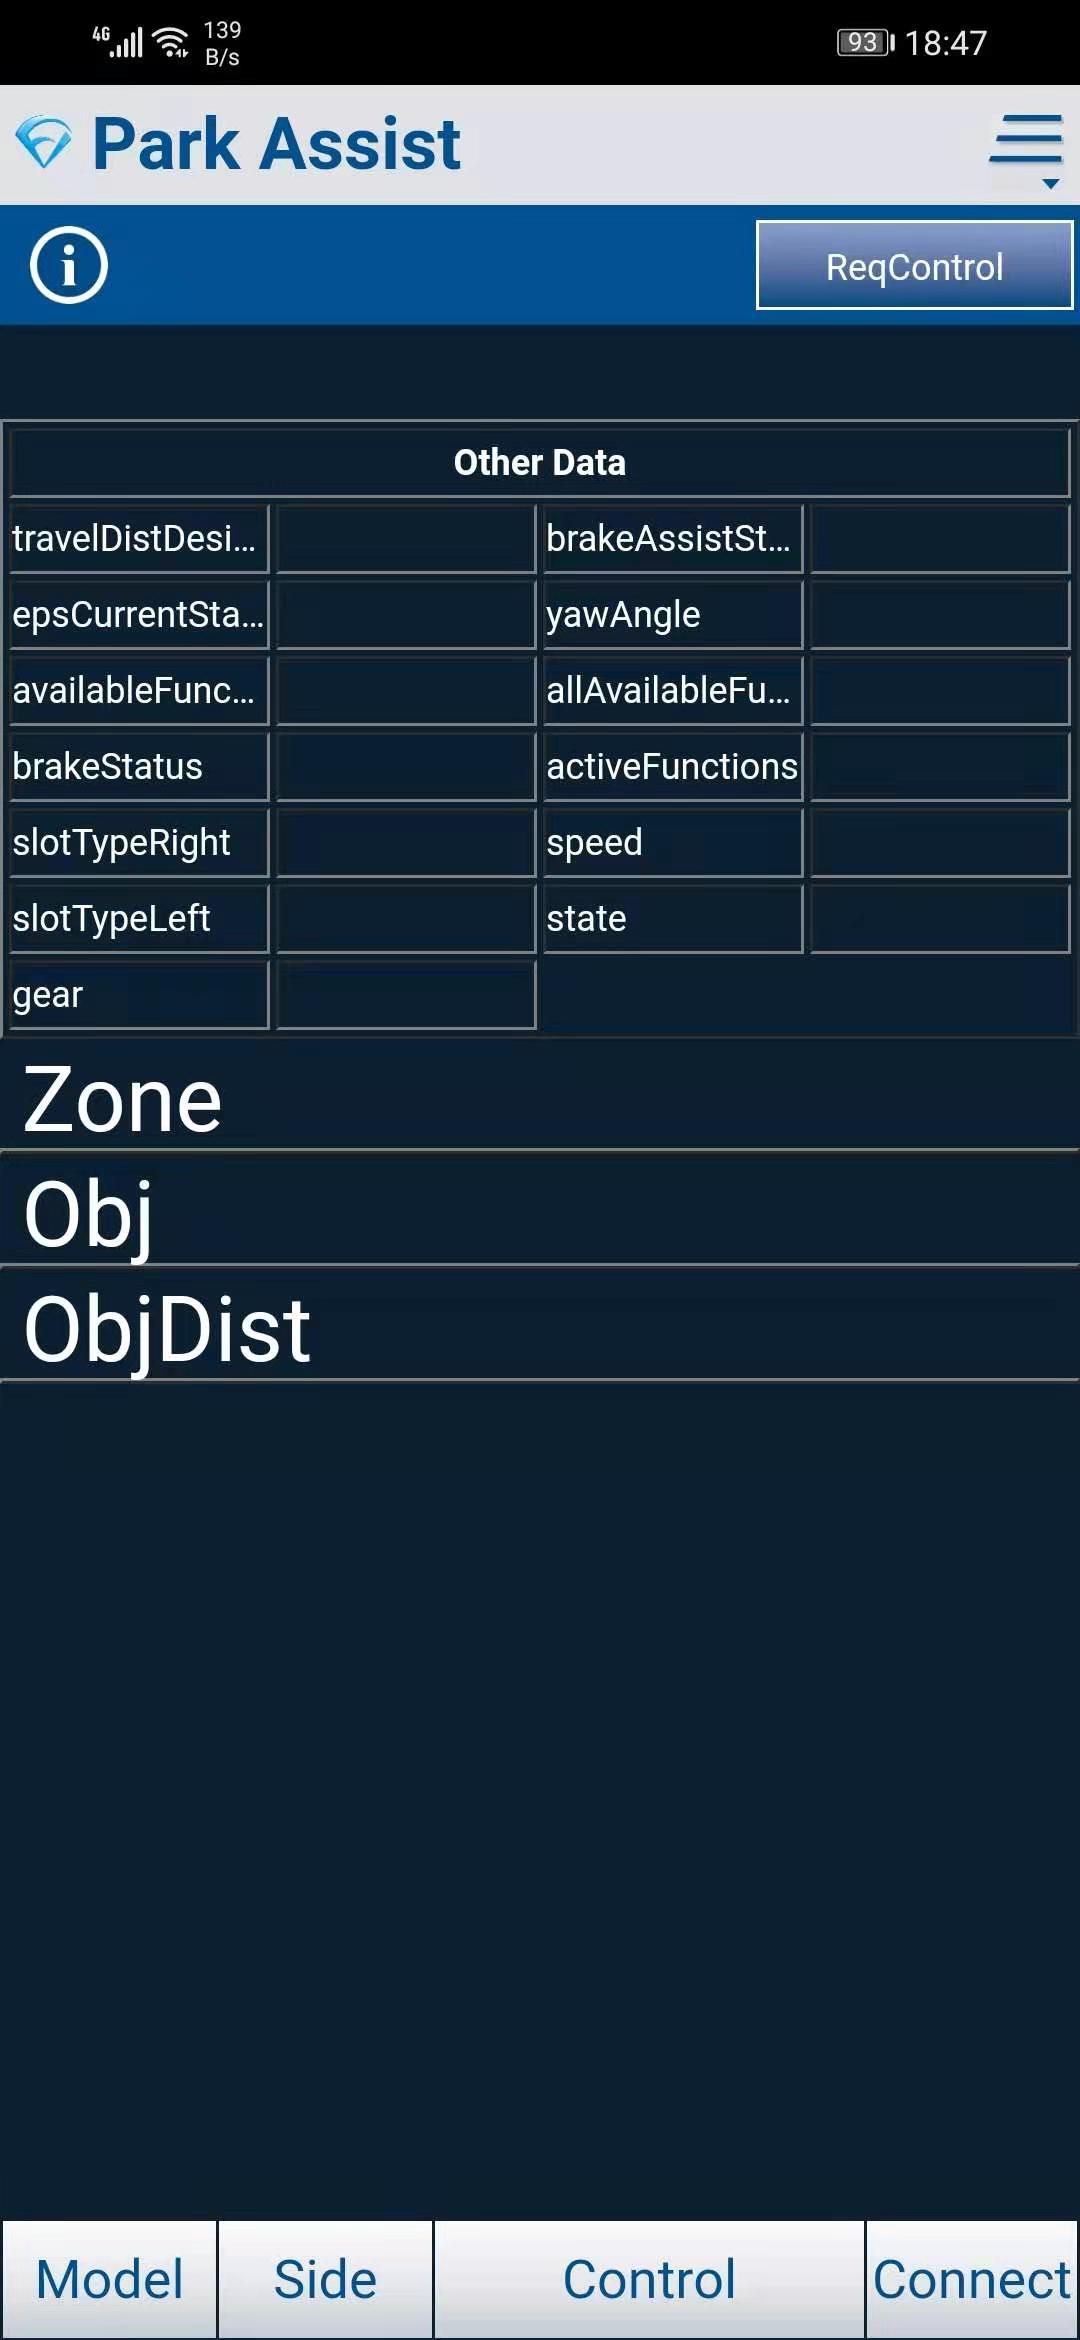 4G 139 B/s 93 18:47
Park Assist
ReqControl
Other Data
travelDistDesi... brakeAssistSt...
epsCurrentSta... yawAngle
availableFunc... allAvailableFu...
brakeStatus activeFunctions
slotTypeRight speed
slotTypeLeft state
gear
Zone
Obj
ObjDist
Model Side Control Connect